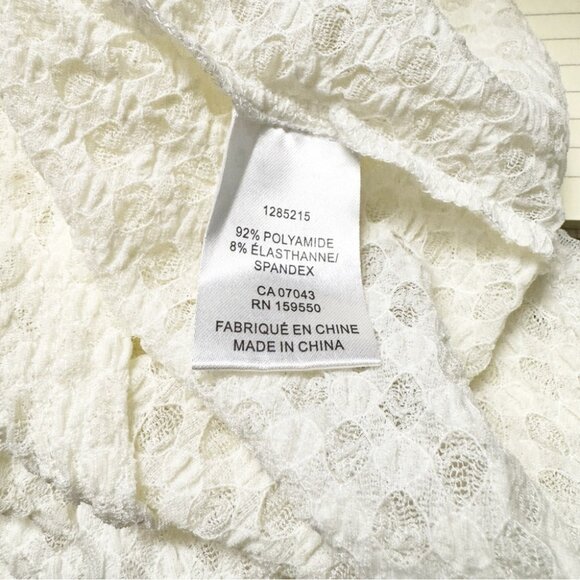 1285215
92% POLYAMIDE
8% ÉLASTHANNE/
SPANDEX
CA 07043
RN 159550
FABRIQUÉ EN CHINE
MADE IN CHINA